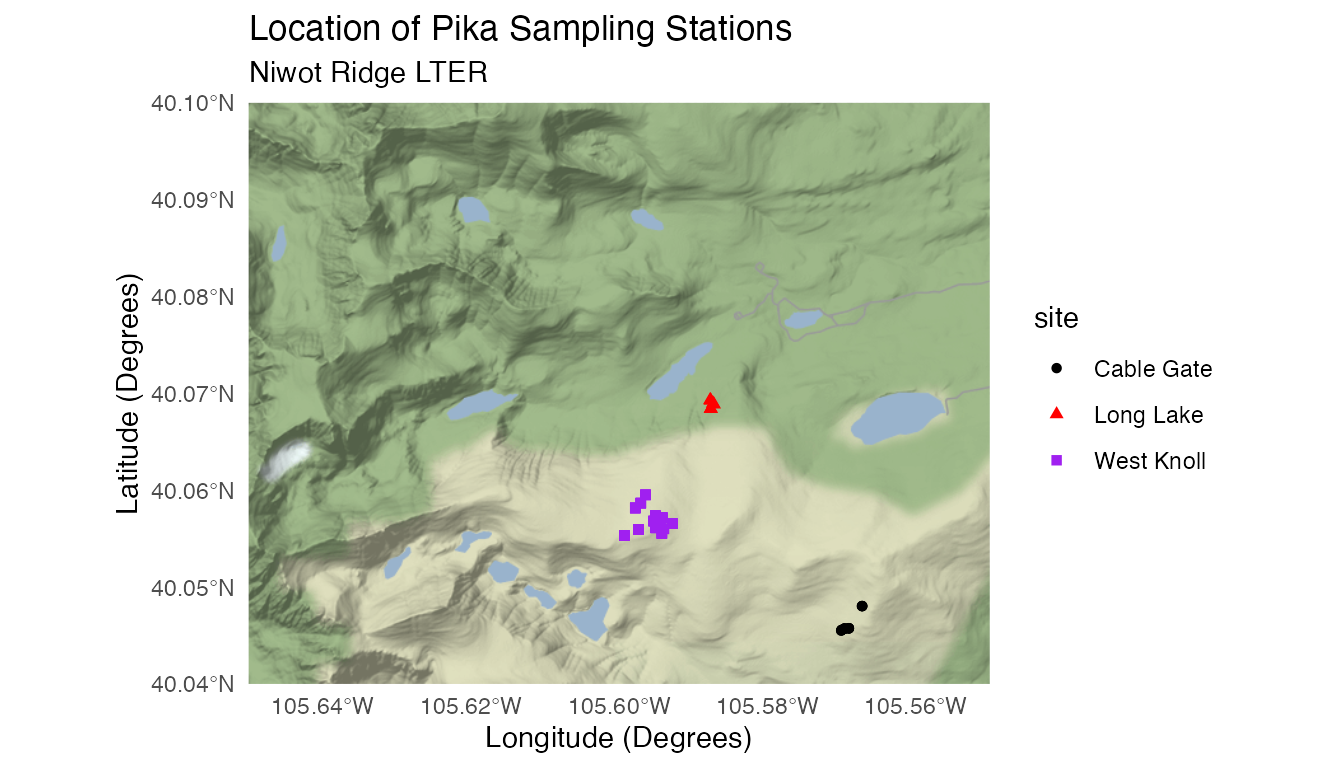 Location of Pika Sampling Stations
Niwot Ridge LTER
40.10°N
40.09°N
40.08°N
40.07°N
40.06°N
40.05°N
40.04°N
Latitude (Degrees)
105.64°W
105.62°W
105.60°W
105.58°W
105.56°W
Longitude (Degrees)
site
Cable Gate
Long Lake
West Knoll